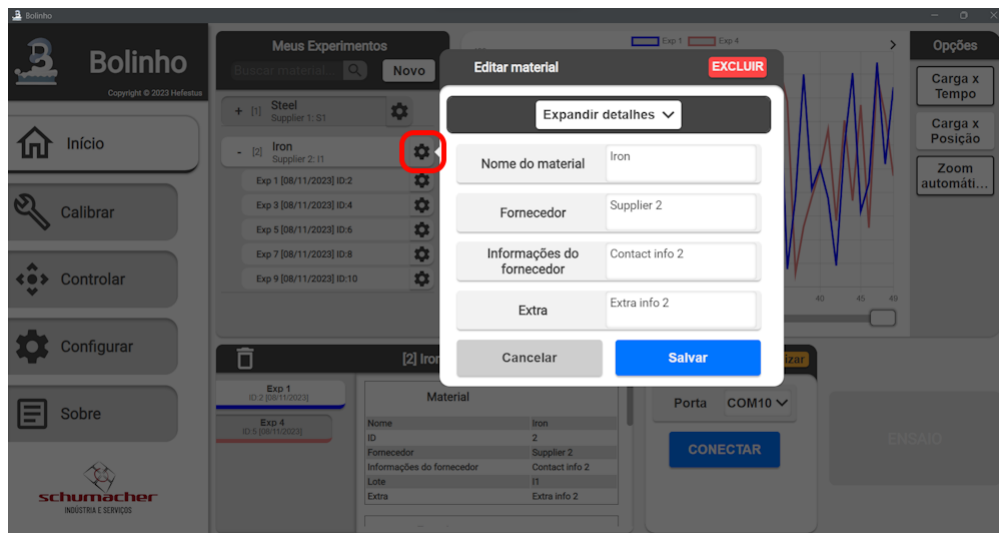 Bolinho
Bolinho
Copyright © 2023 Hefestus
Início
Calibrar
Controlar
Configurar
Sobre
schumacher
INDÚSTRIA E SERVIÇOS
Meus Experimentos
Buscar material...
Novo
+ [1] Steel
Supplier 1: S1
- [2] Iron
Supplier 2: I1
Exp 1 [08/11/2023] ID:2
Exp 3 [08/11/2023] ID:4
Exp 5 [08/11/2023] ID:6
Exp 7 [08/11/2023] ID:8
Exp 9 [08/11/2023] ID:10
Editar material
EXCLUIR
Expandir detalhes
Nome do material
Iron
Fornecedor
Supplier 2
Informações do
fornecedor
Contact info 2
Extra
Extra info 2
Cancelar
Salvar
Exp 1
Exp 4
40
45
49
Opções
Carga x
Tempo
Carga x
Posição
Zoom
automáti...
[2] Iron
Exp 1
ID:2 [08/11/2023]
Exp 4
ID:5 [08/11/2023]
Material
Nome Iron
ID 2
Fornecedor Supplier 2
Informações do fornecedor Contact info 2
Lote I1
Extra Extra info 2
izar
Porta
COM10
CONECTAR
ENSAIO